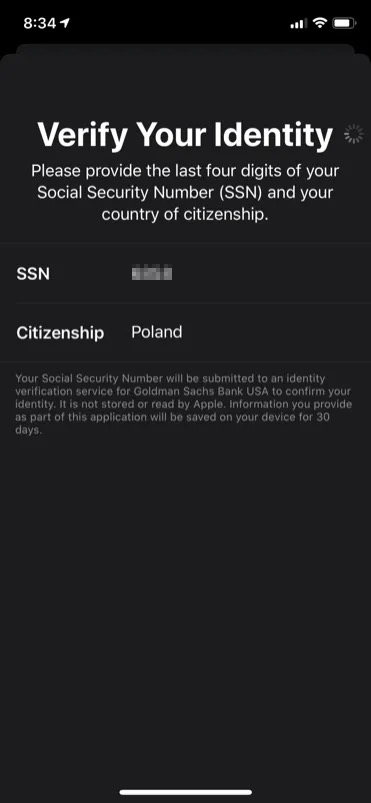 8:34
Verify Your Identity
Please provide the last four digits of your
Social Security Number (SSN) and your
country of citizenship.
SSN
Citizenship Poland
Your Social Security Number will be submitted to an identity
verification service for Goldman Sachs Bank USA to confirm your
identity. It is not stored or read by Apple. Information you provide
as part of this application will be saved on your device for 30
days.